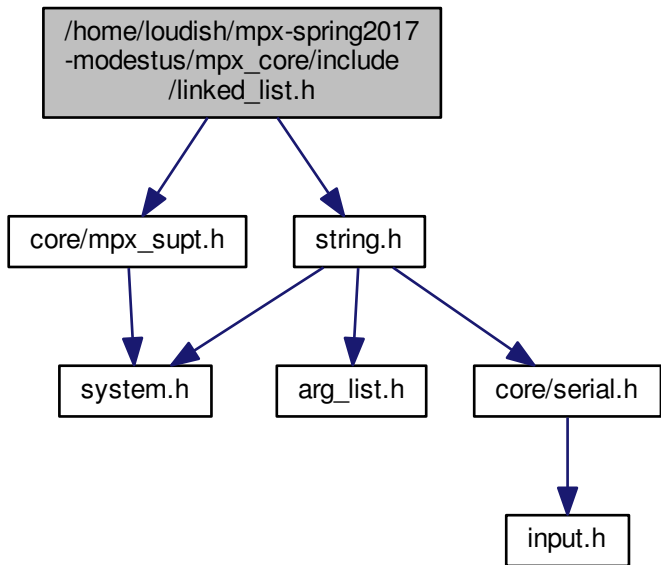 /home/loudish/mpx-spring2017
-modestus/mpx_core/include
/linked_list.h
core/mpx_supt.h
string.h
system.h
arg_list.h
core/serial.h
input.h